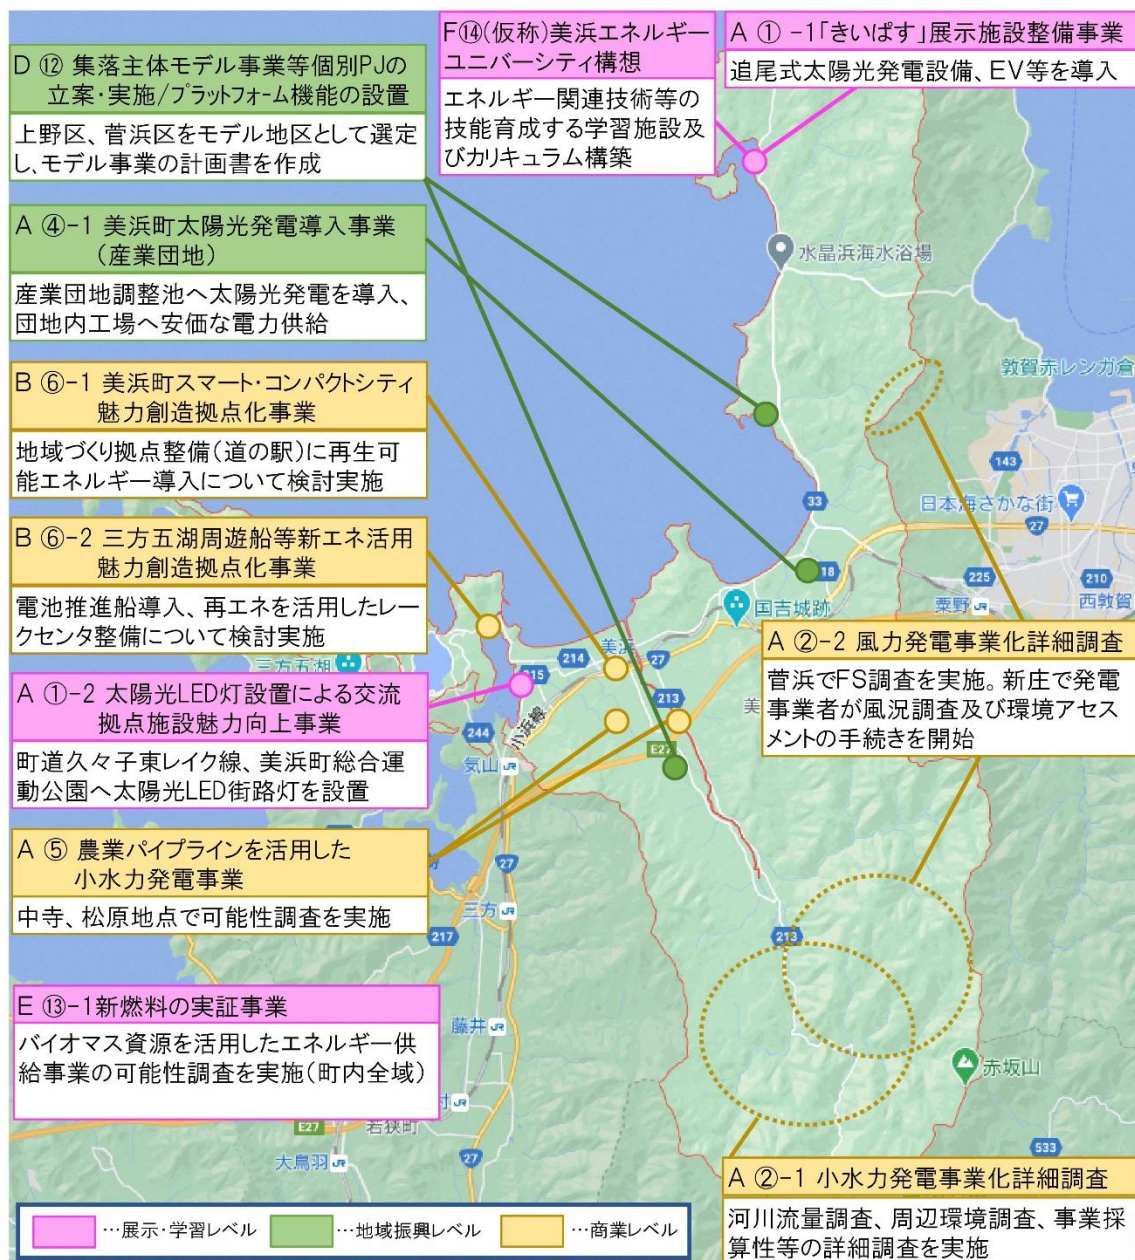 F⑭(仮称)美浜エネルギー
ユニバーシティ構想
エネルギー関連技術等の
技能育成する学習施設及
びカリキュラム構築
A ① -1「きいぱす」展示施設整備事業
追尾式太陽光発電設備、EV等を導入
D ⑫ 集落主体モデル事業等個別PJの
立案・実施/プラットフォーム機能の設置
上野区、菅浜区をモデル地区として選定
し、モデル事業の計画書を作成
A ④-1 美浜町太陽光発電導入事業
(産業団地)
産業団地調整池へ太陽光発電を導入、
団地内工場へ安価な電力供給
B ⑥-1 美浜町スマート・コンパクトシティ
魅力創造拠点化事業
地域づくり拠点整備(道の駅)に再生可
能エネルギー導入について検討実施
B ⑥-2 三方五湖周遊船等新エネ活用
魅力創造拠点化事業
電池推進船導入、再エネを活用したレー
クセンタ整備について検討実施
A ①-2 太陽光LED灯設置による交流
拠点施設魅力向上事業
町道久々子東レイク線、美浜町総合運
動公園へ太陽光LED街路灯を設置
A ⑤ 農業パイプラインを活用した
小水力発電事業
中寺、松原地点で可能性調査を実施
E ⑬-1新燃料の実証事業
バイオマス資源を活用したエネルギー供
給事業の可能性調査を実施(町内全域)
A ②-2 風力発電事業化詳細調査
菅浜でFS調査を実施。新庄で発電
事業者が風況調査及び環境アセス
メントの手続きを開始
A ②-1 小水力発電事業化詳細調査
河川流量調査、周辺環境調査、事業採
算性等の詳細調査を実施
水晶浜海水浴場
敦賀赤レンガ倉
143
33
日本海さかな街
27
18
225
210
粟野 JR
西敦賀
国吉城跡
美浜
214
27
三方五湖
215
213
美
E27
244
小浜線
気山 JR
27
三方 JR
217
213
藤井 JR
赤坂山
村 JR
E27
若狭町
大鳥羽 JR
27
533
…展示・学習レベル
…地域振興レベル
…商業レベル